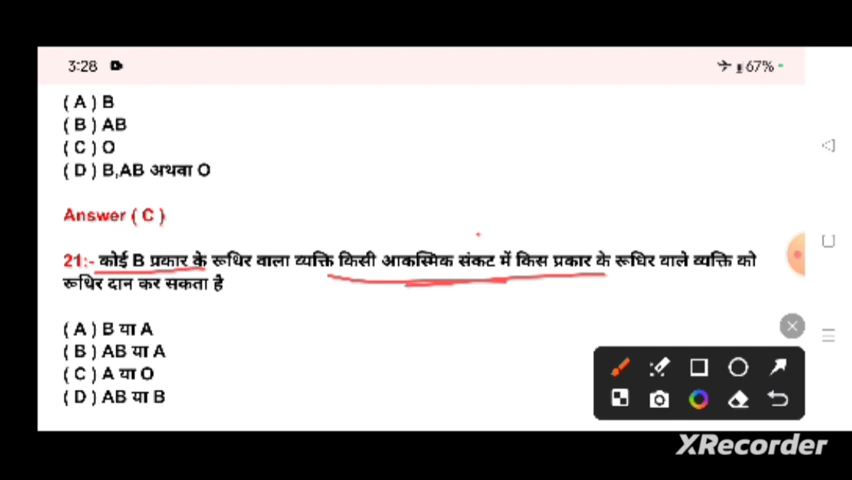 3:28
67%
( A ) B
( B ) AB
( C ) O
( D ) B,AB अथवा O
Answer ( C )
21:- कोई B प्रकार के रूधिर वाला व्यक्ति किसी आकस्मिक संकट में किस प्रकार के रूधिर वाले व्यक्ति को
रूधिर दान कर सकता है
( A ) B या A
( B ) AB या A
( C ) A या O
( D ) AB या B
XRecorder